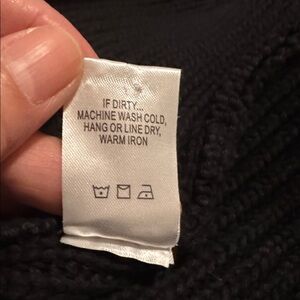 IF DIRTY...
MACHINE WASH COLD,
HANG OR LINE DRY,
WARM IRON